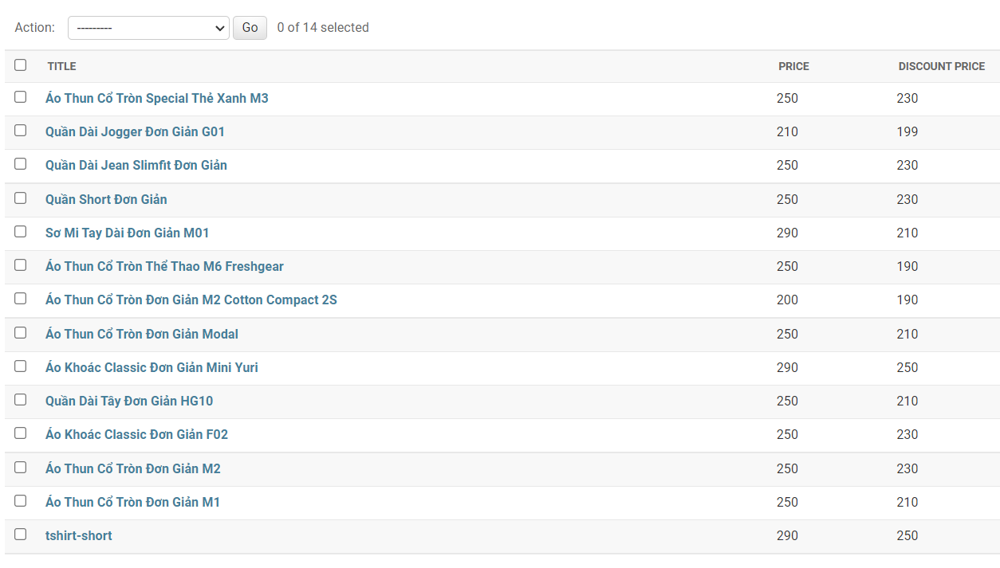 Action: --------- Go 0 of 14 selected
TITLE PRICE DISCOUNT PRICE
Áo Thun Cổ Tròn Special Thẻ Xanh M3 250 230
Quần Dài Jogger Đơn Giản G01 210 199
Quần Dài Jean Slimfit Đơn Giản 250 230
Quần Short Đơn Giản 250 230
Sơ Mi Tay Dài Đơn Giản M01 290 210
Áo Thun Cổ Tròn Thể Thao M6 Freshgear 250 190
Áo Thun Cổ Tròn Đơn Giản M2 Cotton Compact 2S 200 190
Áo Thun Cổ Tròn Đơn Giản Modal 250 210
Áo Khoác Classic Đơn Giản Mini Yuri 290 250
Quần Dài Tây Đơn Giản HG10 250 210
Áo Khoác Classic Đơn Giản F02 250 230
Áo Thun Cổ Tròn Đơn Giản M2 250 230
Áo Thun Cổ Tròn Đơn Giản M1 250 210
tshirt-short 290 250